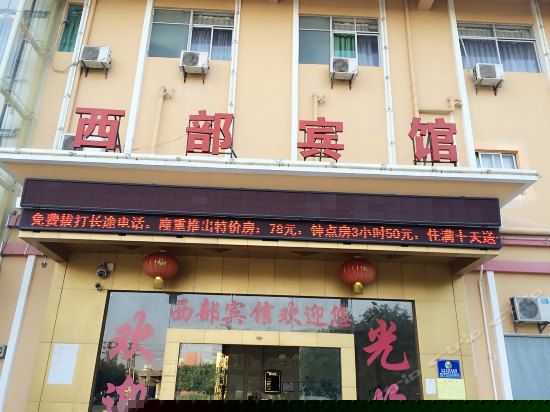 西部宾馆
免费拨打长途电话。隆重推出特价房：78元，钟点房3小时50元，住满十天送
西部宾馆欢迎您
欢迎
光临